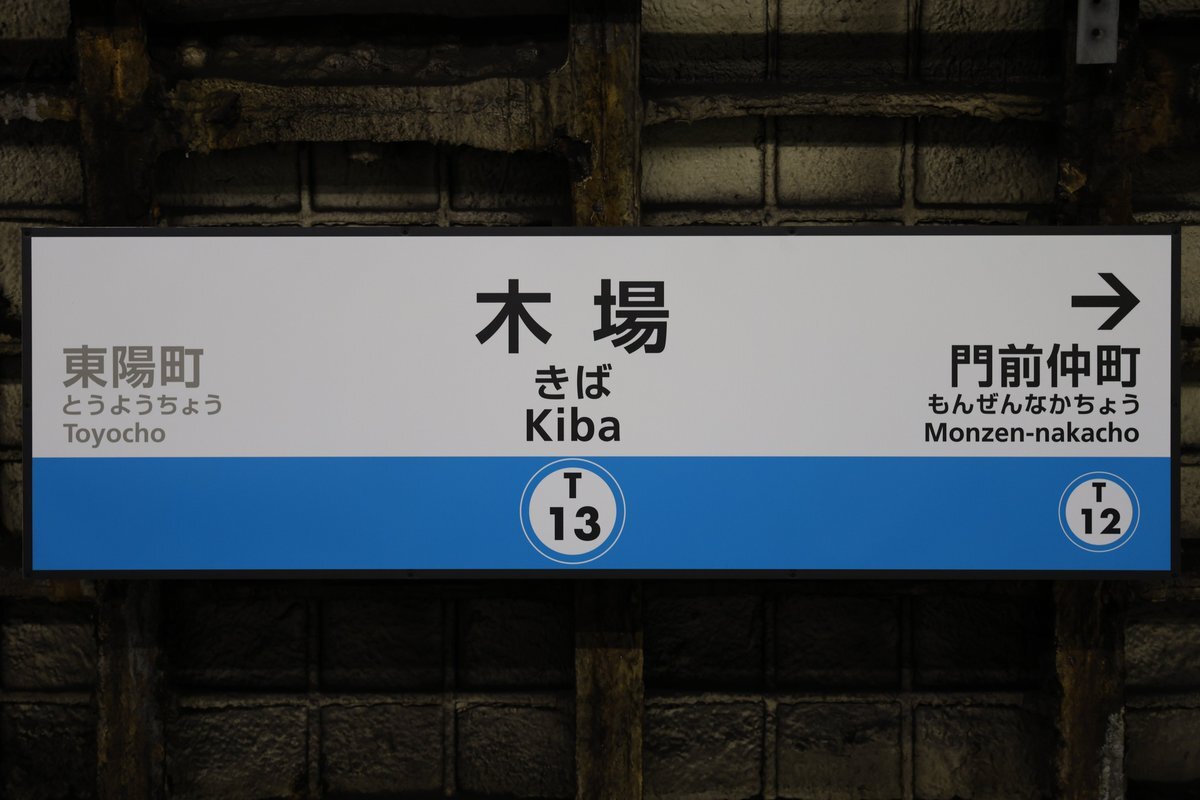 東陽町
とうようちょう
Toyocho
木場
きば
Kiba
T
13
→
門前仲町
もんぜんなかちょう
Monzen-nakacho
T
12